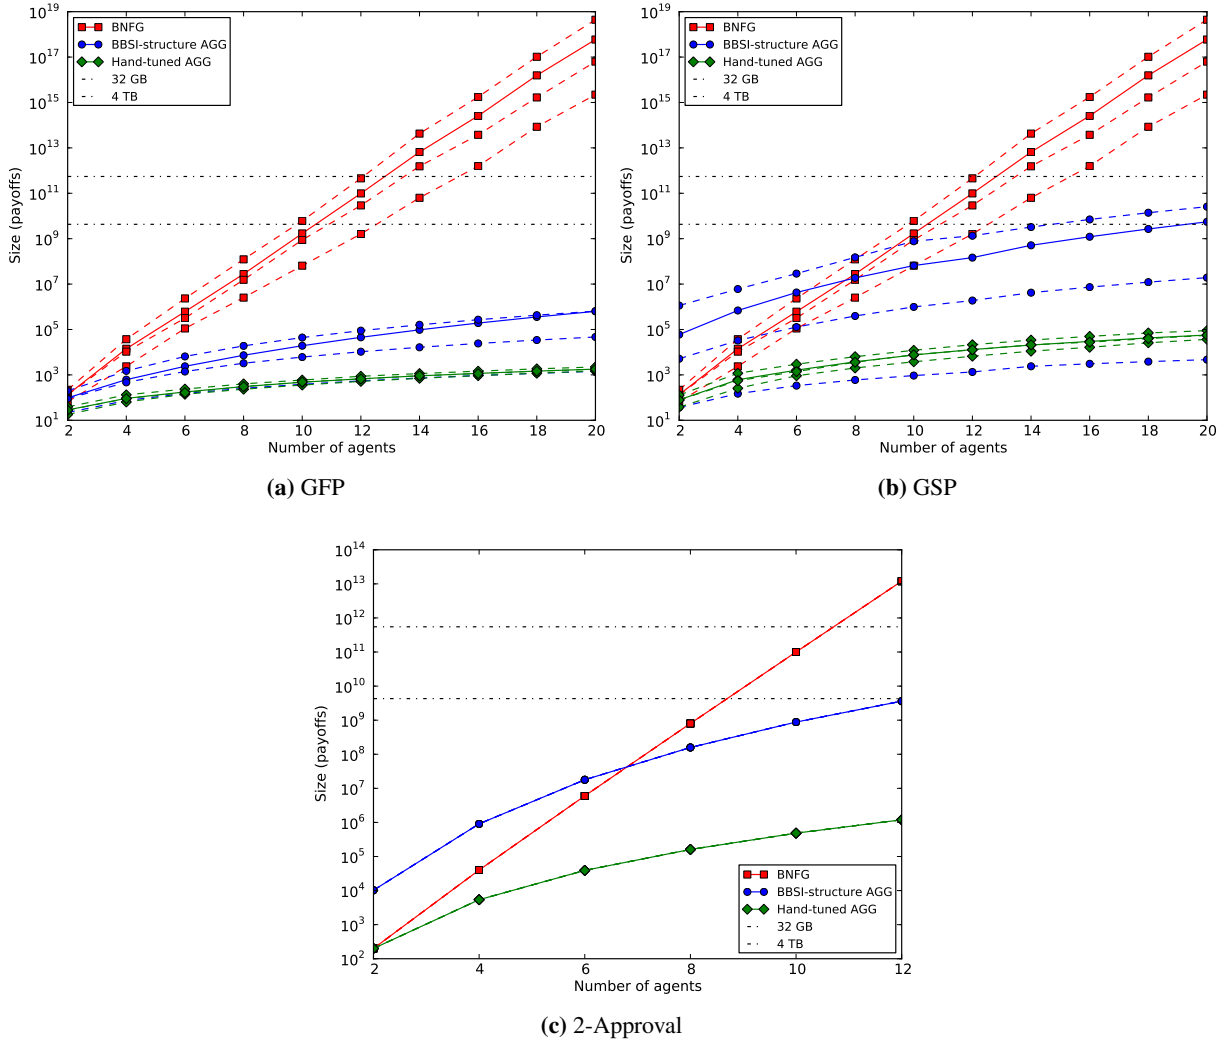 10^19
10^17
10^15
10^13
10^11
10^9
10^7
10^5
10^3
10^1
Size (payoffs)
BNFG
BBSI-structure AGG
Hand-tuned AGG
32 GB
4 TB
2 4 6 8 10 12 14 16 18 20
Number of agents
(a) GFP
10^19
10^17
10^15
10^13
10^11
10^9
10^7
10^5
10^3
10^1
Size (payoffs)
BNFG
BBSI-structure AGG
Hand-tuned AGG
32 GB
4 TB
2 4 6 8 10 12 14 16 18 20
Number of agents
(b) GSP
10^14
10^13
10^12
10^11
10^10
10^9
10^8
10^7
10^6
10^5
10^4
10^3
10^2
Size (payoffs)
BNFG
BBSI-structure AGG
Hand-tuned AGG
32 GB
4 TB
2 4 6 8 10 12
Number of agents
(c) 2-Approval